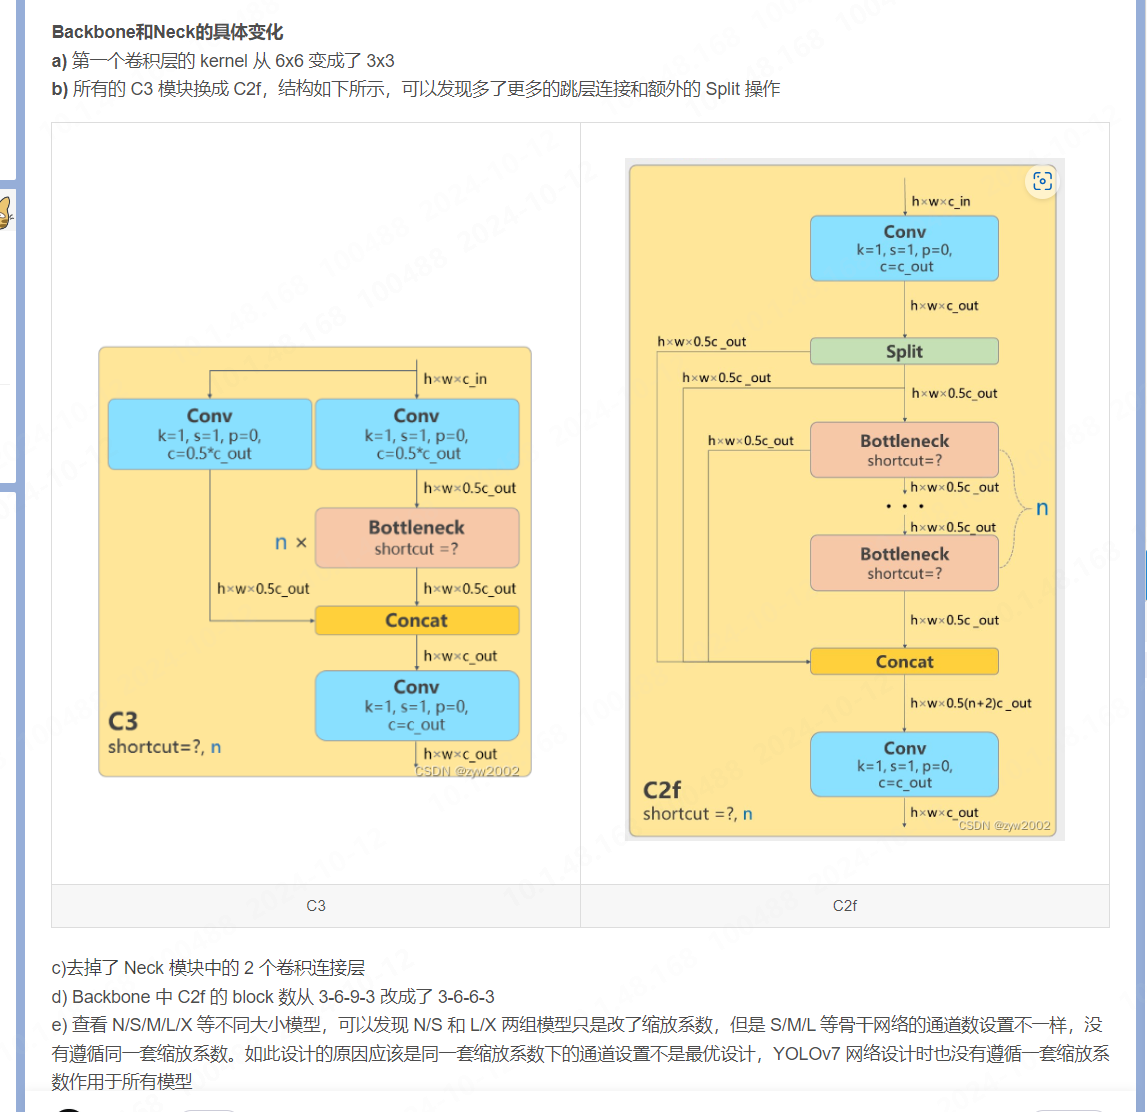 Backbone和Neck的具体变化
a) 第一个卷积层的 kernel 从 6x6 变成了 3x3
b) 所有的 C3 模块换成 C2f，结构如下所示，可以发现多了更多的跳层连接和额外的 Split 操作
h×w×c_in
Conv
k=1, s=1, p=0,
c=0.5*c_out
Conv
k=1, s=1, p=0,
c=0.5*c_out
h×w×0.5c_out
n ×
Bottleneck
shortcut =?
h×w×0.5c_out
h×w×0.5c_out
Concat
h×w×c_out
Conv
k=1, s=1, p=0,
c=c_out
C3
shortcut=?, n
h×w×c_out
CSDN @zyw2002
h×w×c_in
Conv
k=1, s=1, p=0,
c=c_out
h×w×c_out
h×w×0.5c_out
Split
h×w×0.5c_out
h×w×0.5c_out
h×w×0.5c_out
Bottleneck
shortcut=?
h×w×0.5c_out
• • •
n
h×w×0.5c_out
Bottleneck
shortcut=?
h×w×0.5c_out
Concat
h×w×0.5(n+2)c_out
Conv
k=1, s=1, p=0,
c=c_out
C2f
shortcut =?, n
h×w×c_out
CSDN @zyw2002
C3
C2f
c)去掉了 Neck 模块中的 2 个卷积连接层
d) Backbone 中 C2f 的 block 数从 3-6-9-3 改成了 3-6-6-3
e) 查看 N/S/M/L/X 等不同大小模型，可以发现 N/S 和 L/X 两组模型只是改了缩放系数，但是 S/M/L 等骨干网络的通道数设置不一样，没
有遵循同一套缩放系数。如此设计的原因应该是同一套缩放系数下的通道设置不是最优设计，YOLOv7 网络设计时也没有遵循一套缩放系
数作用于所有模型